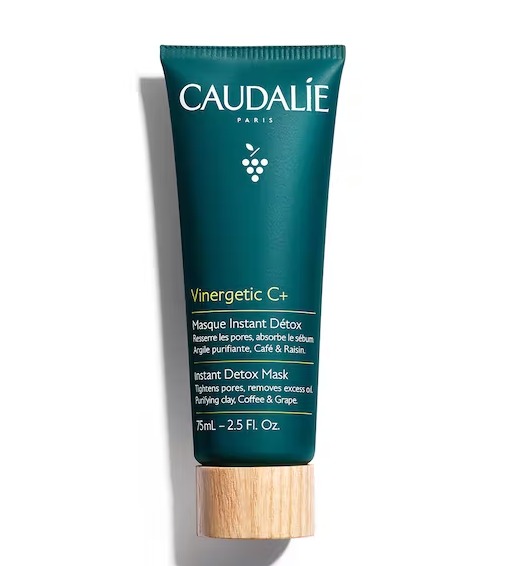 CAUDALÍE
PARIS
Vinergetic C+
Masque Instant Détox
Resserre les pores, absorbe le sébum.
Argile purifiante, Café & Raisin.
Instant Detox Mask
Tightens pores, removes excess oil.
Purifying clay, Coffee & Grape.
75mL – 2.5 Fl. Oz.